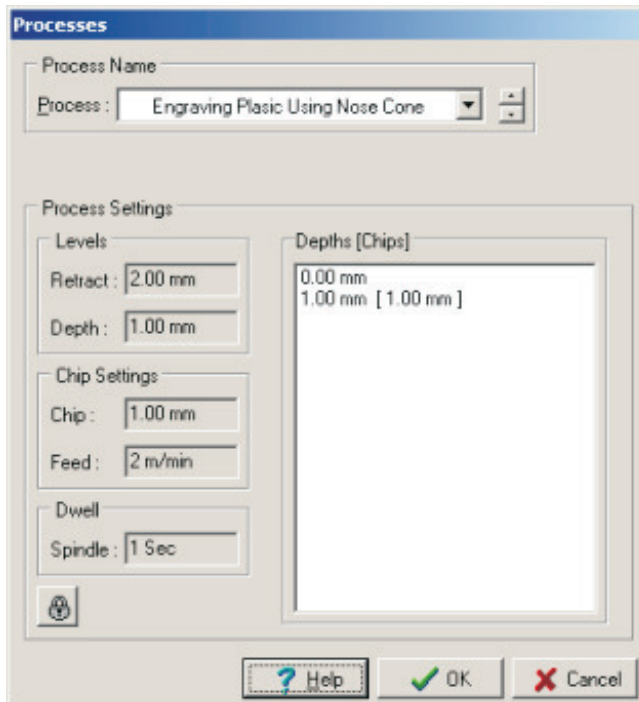 Processes
Process Name
Process : Engraving Plasic Using Nose Cone
Process Settings
Levels
Retract : 2.00 mm
Depth : 1.00 mm
Chip Settings
Chip : 1.00 mm
Feed : 2 m/min
Dwell
Spindle : 1 Sec
Depths [Chips]
0.00 mm
1.00 mm [ 1.00 mm ]
? Help
OK
Cancel